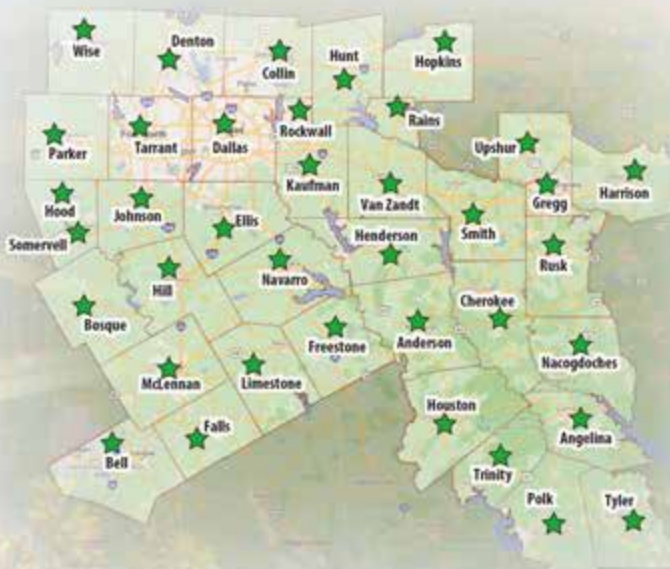 Wise
Denton
Collin
Hunt
Hopkins
Parker
Tarrant
Dallas
Rockwall
Rains
Kaufman
Van Zandt
Upshur
Gregg
Harrison
Hood
Johnson
Ellis
Henderson
Smith
Rusk
Somervell
Hill
Navarro
Cherokee
Bosque
Freestone
Anderson
Nacogdoches
McLennan
Limestone
Houston
Angelina
Falls
Bell
Trinity
Polk
Tyler